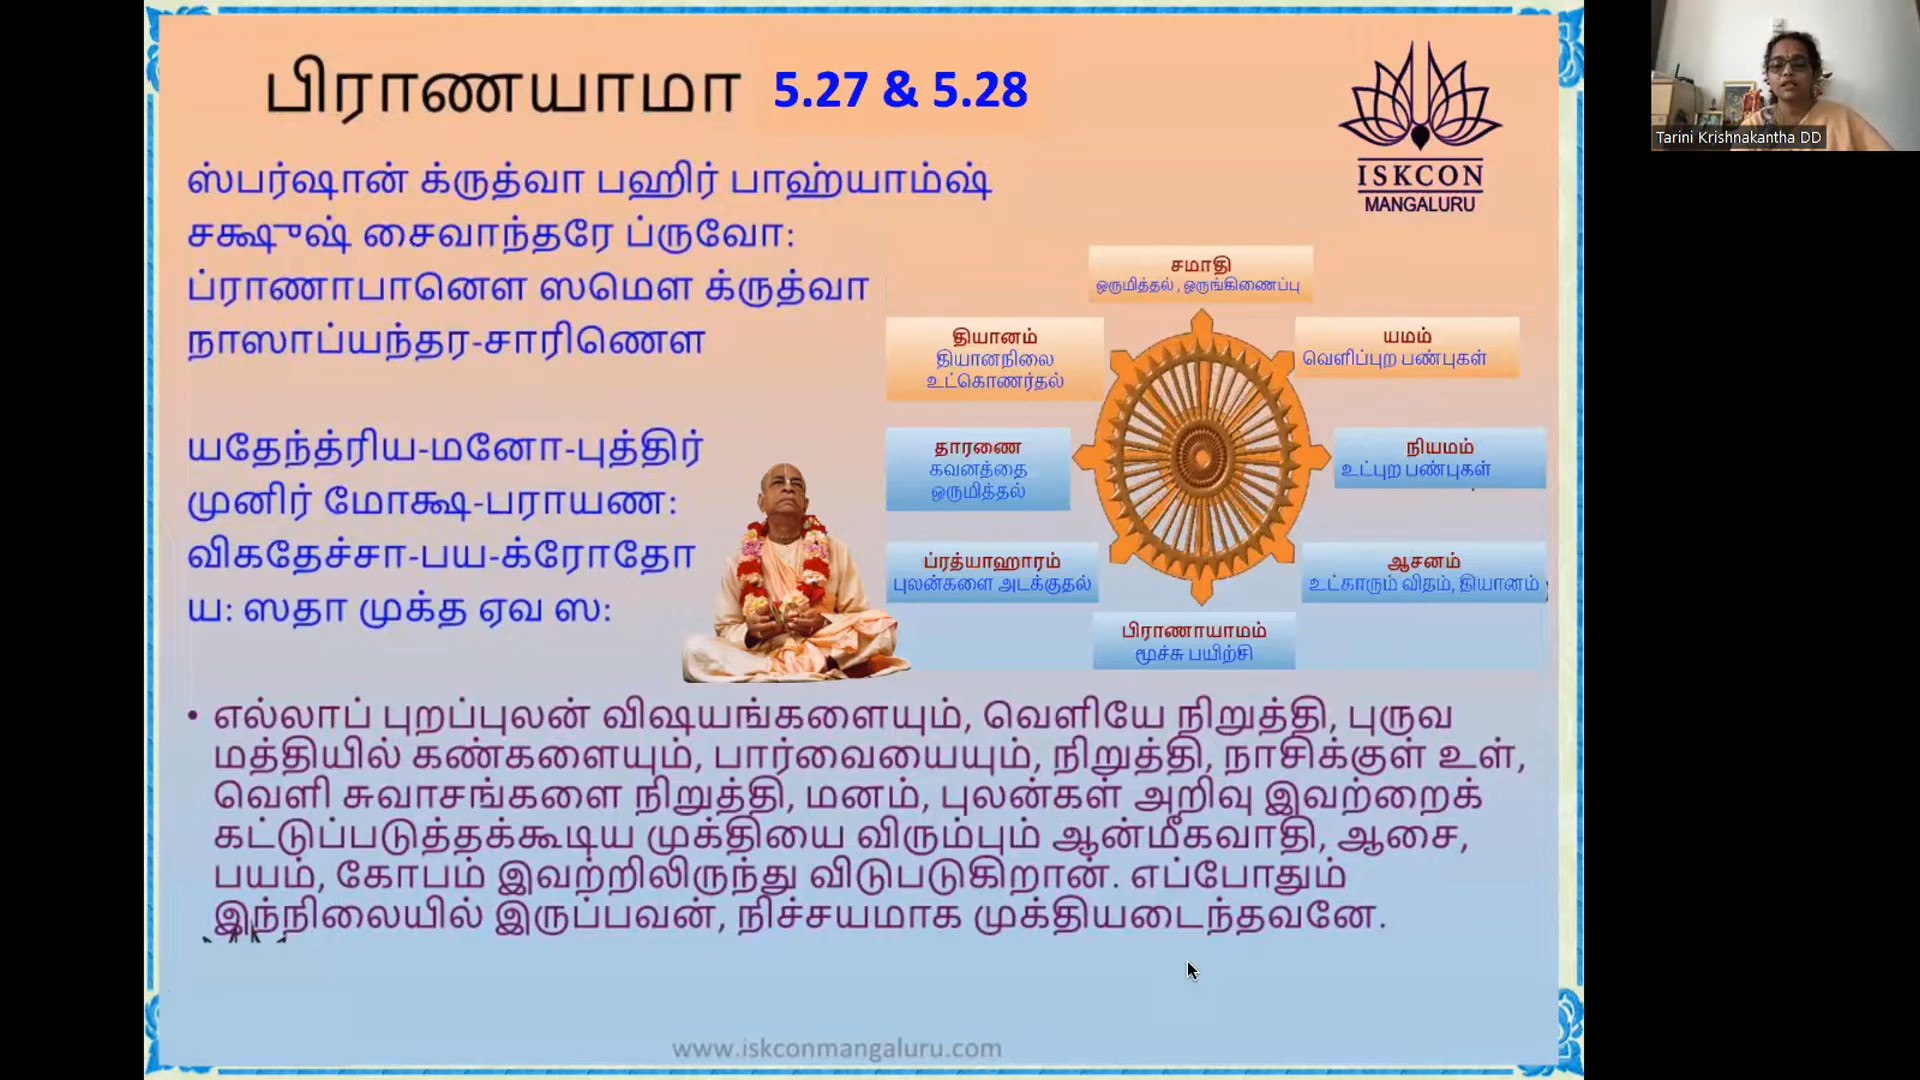 பிராணயாமா 5.27 & 5.28
ஸ்பர்ஷான் க்ருத்வா பஹிர் பாஹ்யாம்ஷ்
சக்ஷுஷ் சைவாந்தரே ப்ருவோ:
ப்ராணாபானௌ ஸமௌ க்ருத்வா
நாஸாப்யந்தர-சாரிணௌ
யதேந்த்ரிய-மனோ-புத்திர்
முனிர் மோக்ஷ-பராயண:
விகதேச்சா-பய-க்ரோதோ
ய: ஸதா முக்த ஏவ ஸ:
ISKCON
MANGALURU
சமாதி
ஒருமித்தல் , ஒருங்கிணைப்பு
தியானம்
தியானநிலை
உட்கொணர்தல்
யமம்
வெளிப்புற பண்புகள்
தாரணை
கவனத்தை
ஒருமித்தல்
நியமம்
உட்புற பண்புகள்
ப்ரத்யாஹாரம்
புலன்களை அடக்குதல்
ஆசனம்
உட்காரும் விதம், தியானம்
பிராணாயாமம்
மூச்சு பயிற்சி
• எல்லாப் புறப்புலன் விஷயங்களையும், வெளியே நிறுத்தி, புருவ
மத்தியில் கண்களையும், பார்வையையும், நிறுத்தி, நாசிக்குள் உள்,
வெளி சுவாசங்களை நிறுத்தி, மனம், புலன்கள் அறிவு இவற்றைக்
கட்டுப்படுத்தக்கூடிய முக்தியை விரும்பும் ஆன்மீகவாதி, ஆசை,
பயம், கோபம் இவற்றிலிருந்து விடுபடுகிறான். எப்போதும்
இந்நிலையில் இருப்பவன், நிச்சயமாக முக்தியடைந்தவனே.
www.iskconmangaluru.com
Tarini Krishnakantha DD